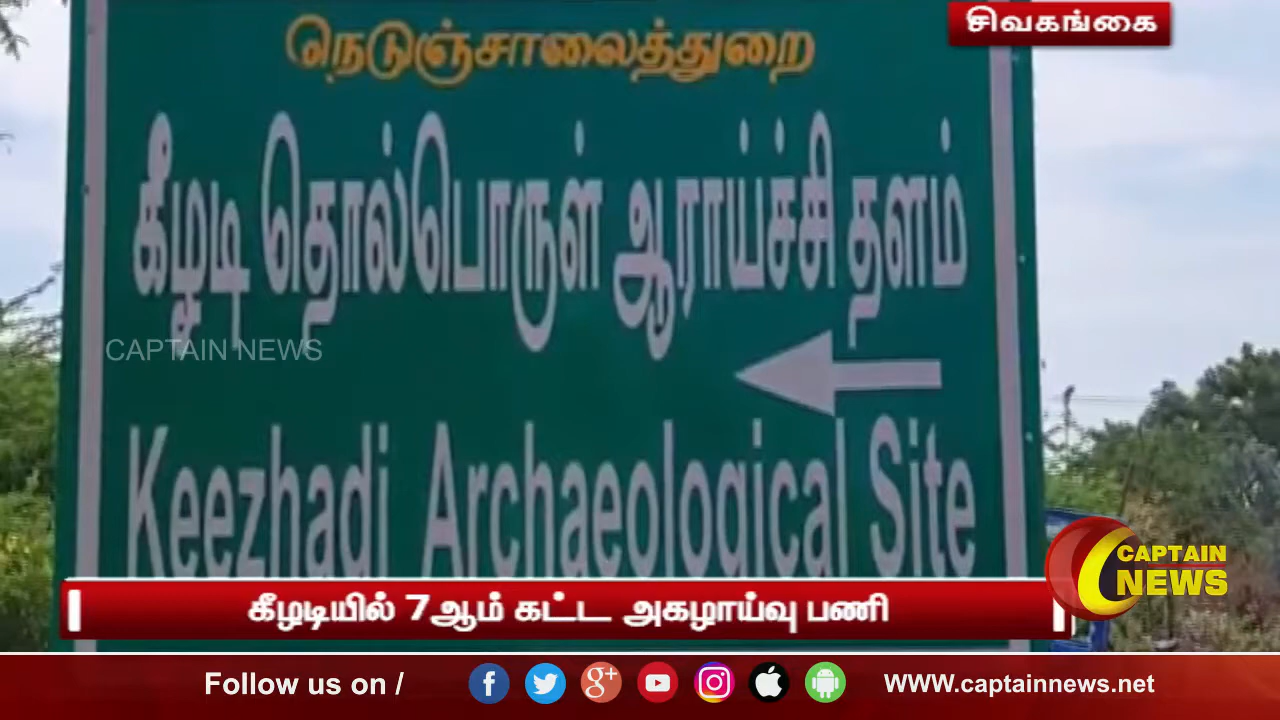 சிவகங்கை
நெடுஞ்சாலைத்துறை
கீழடி தொல்பொருள் ஆராய்ச்சி தளம்
CAPTAIN NEWS
Keezhadi Archaeological Site
CAPTAIN
NEWS
கீழடியில் 7ஆம் கட்ட அகழாய்வு பணி
Follow us on /
WWW.captainnews.net